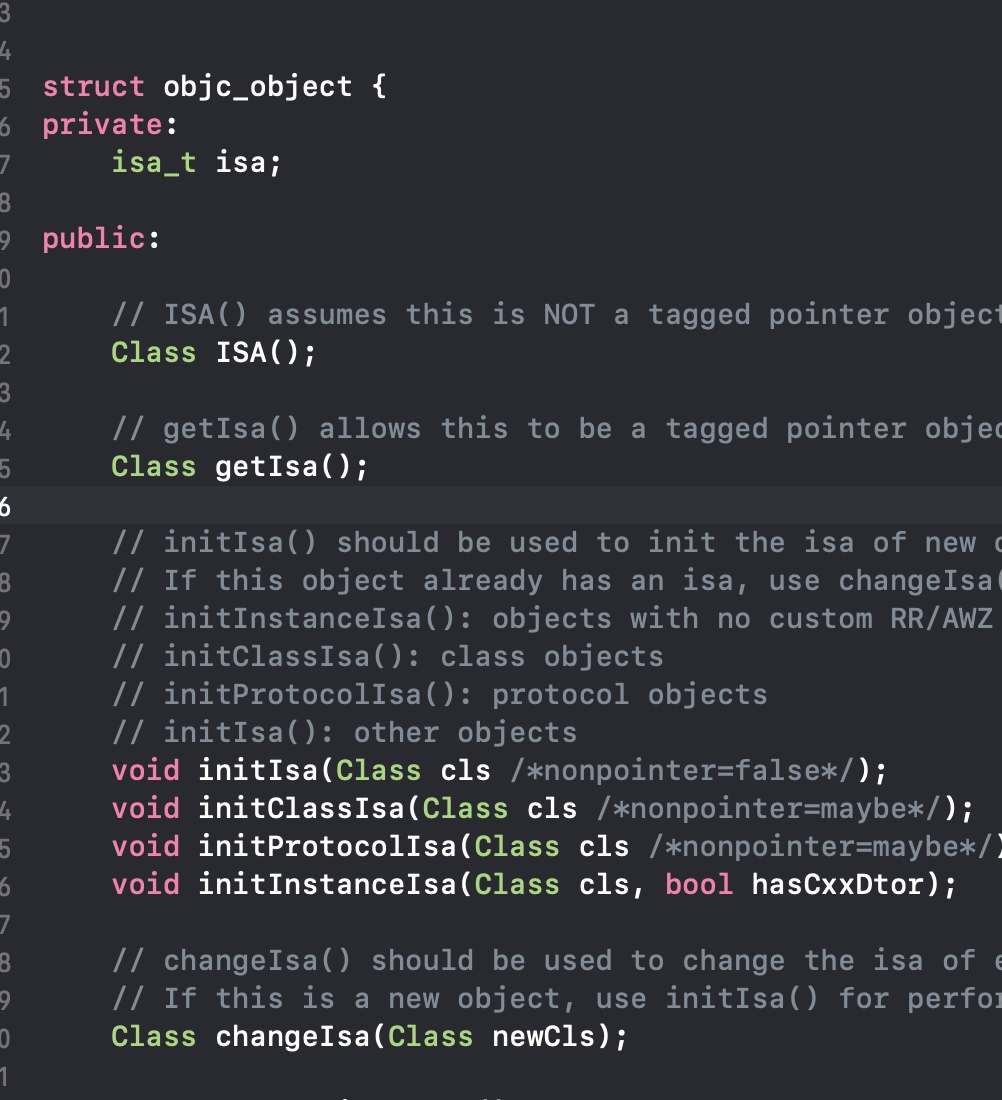 3
4
5 struct objc_object {
6 private:
7     isa_t isa;
8
9 public:
0
1     // ISA() assumes this is NOT a tagged pointer object
2     Class ISA();
3
4     // getIsa() allows this to be a tagged pointer objec
5     Class getIsa();
6
7     // initIsa() should be used to init the isa of new
8     // If this object already has an isa, use changeIsa(
9     // initInstanceIsa(): objects with no custom RR/AWZ
0     // initClassIsa(): class objects
1     // initProtocolIsa(): protocol objects
2     // initIsa(): other objects
3     void initIsa(Class cls /*nonpointer=false*/);
4     void initClassIsa(Class cls /*nonpointer=maybe*/);
5     void initProtocolIsa(Class cls /*nonpointer=maybe*/)
6     void initInstanceIsa(Class cls, bool hasCxxDtor);
7
8     // changeIsa() should be used to change the isa of
9     // If this is a new object, use initIsa() for perfor
0     Class changeIsa(Class newCls);
1